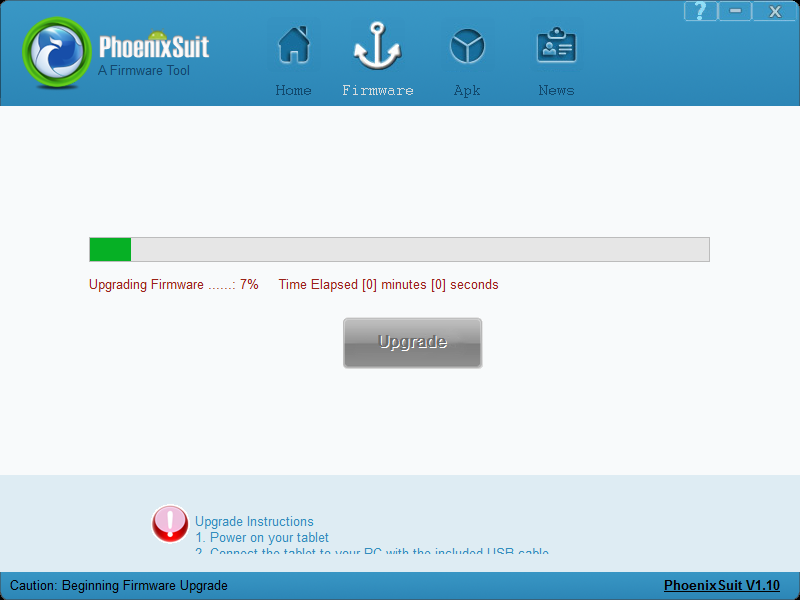 PhoenixSuit
A Firmware Tool
Home
Firmware
Apk
News
?
X
Upgrading Firmware ......: 7% Time Elapsed [0] minutes [0] seconds
Upgrade
Upgrade Instructions
1. Power on your tablet
2. Connect the tablet to your PC with the included USB cable
Caution: Beginning Firmware Upgrade
PhoenixSuit V1.10